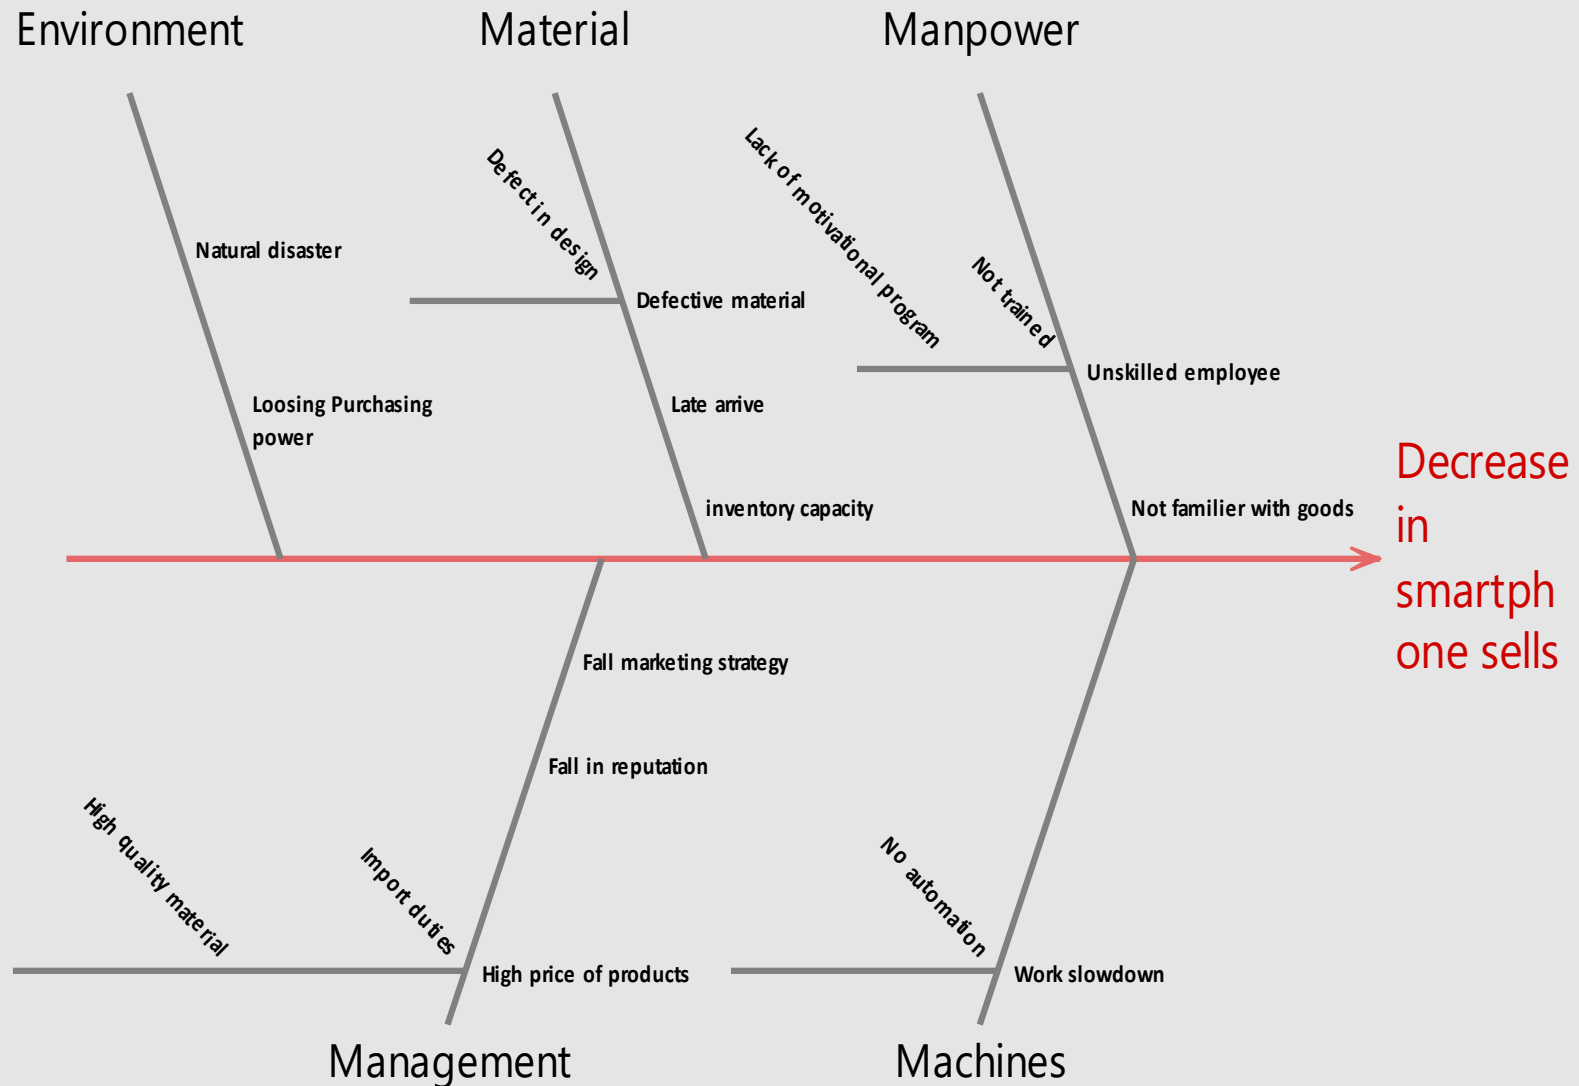 Environment
Material
Manpower
Lack of motivational program
Defect in design
Not trained
Natural disaster
Defective material
Unskilled employee
Loosing Purchasing
power
Late arrive
inventory capacity
Not familier with goods
Decrease
in
smartph
one sells
Fall marketing strategy
Fall in reputation
High quality material
Import duties
No automation
High price of products
Work slowdown
Management
Machines